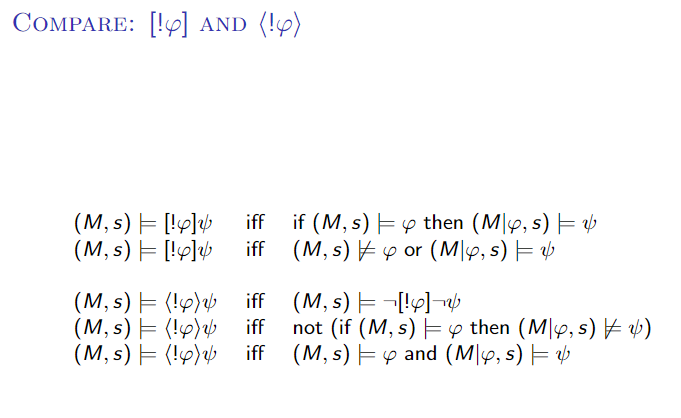 COMPARE: [!φ] AND ⟨!φ⟩
(M, s) ⊨ [!φ]ψ iff if (M, s) ⊨ φ then (M|φ, s) ⊨ ψ
(M, s) ⊨ [!φ]ψ iff (M, s) ⊭ φ or (M|φ, s) ⊨ ψ
(M, s) ⊨ ⟨!φ⟩ψ iff (M, s) ⊨ ¬[!φ]¬ψ
(M, s) ⊨ ⟨!φ⟩ψ iff not (if (M, s) ⊨ φ then (M|φ, s) ⊭ ψ)
(M, s) ⊨ ⟨!φ⟩ψ iff (M, s) ⊨ φ and (M|φ, s) ⊨ ψ